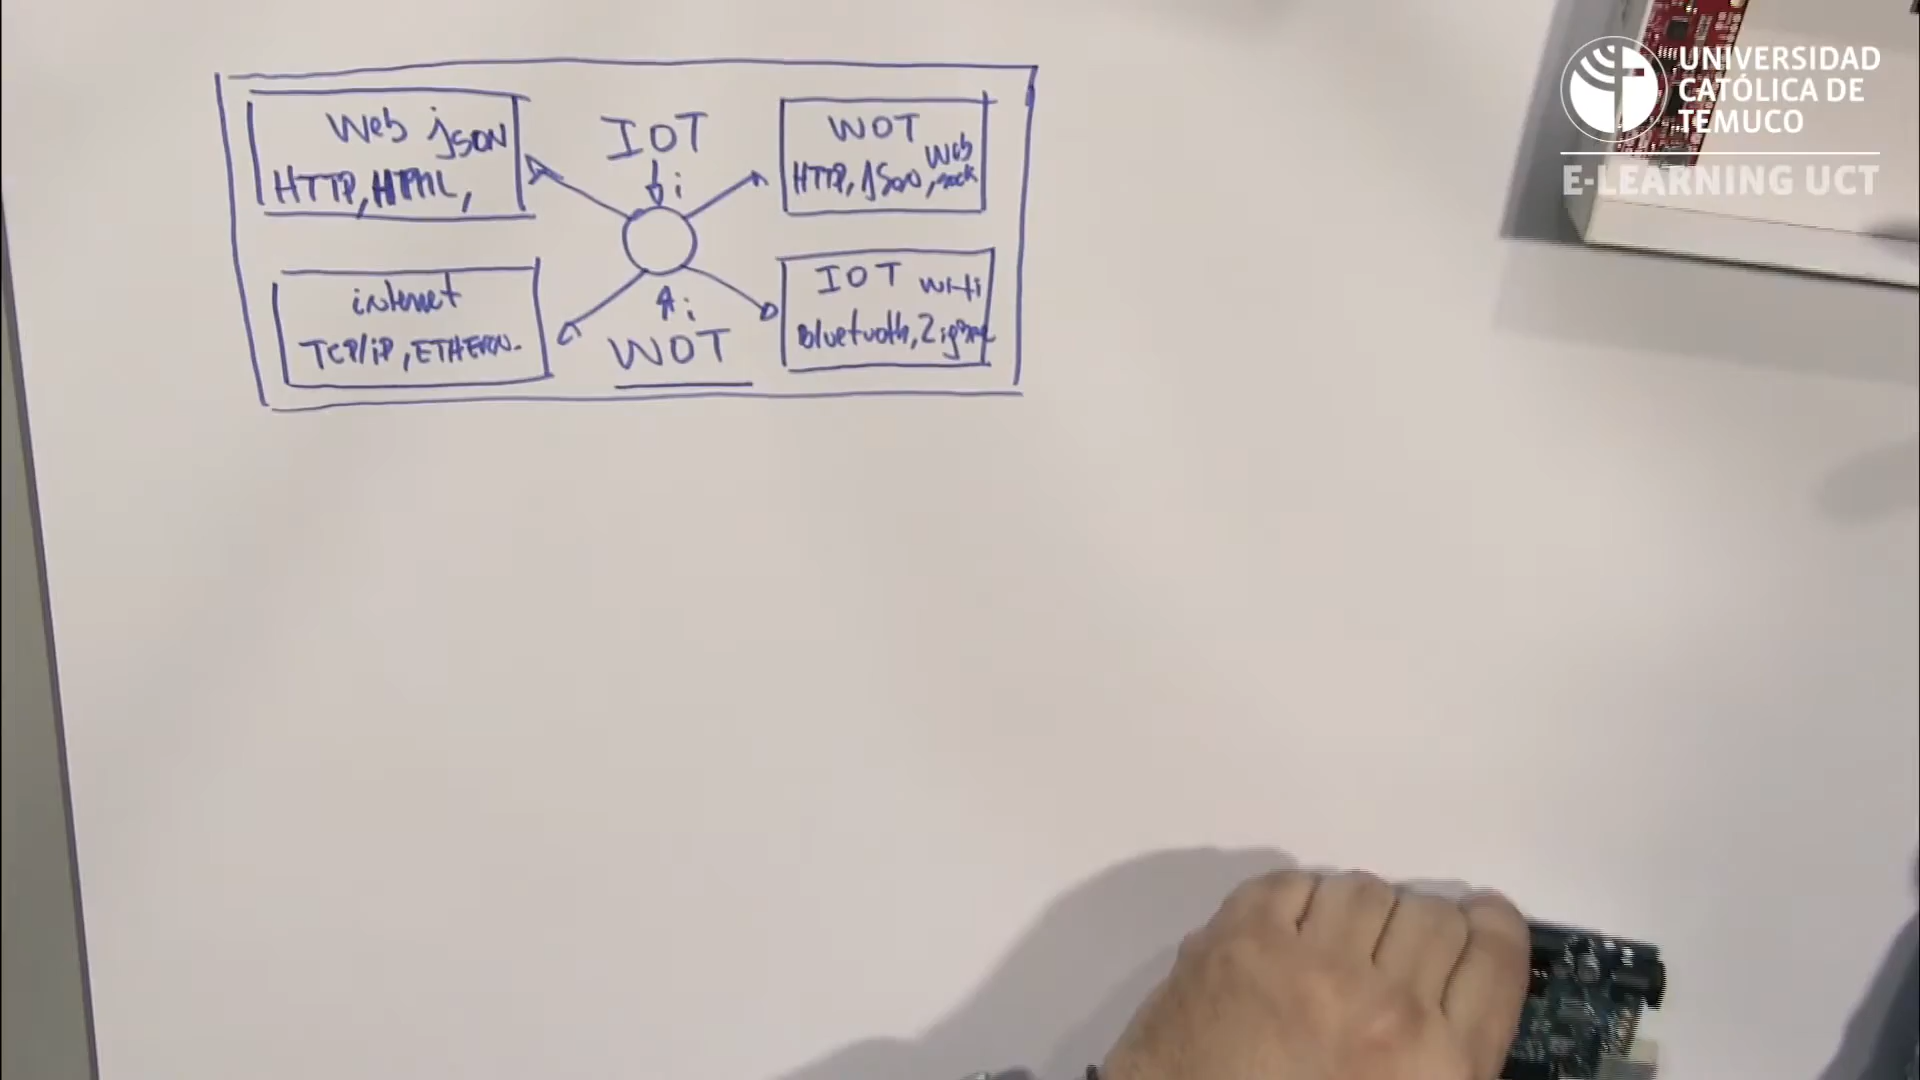 Web json
HTTP, HTML,
IOT
i
WOT
HTTP, json, Web sock
internet
TCP/iP, ETHERN.
i
WOT
IOT Wifi
Bluetooth, Zigbee
UNIVERSIDAD
CATÓLICA DE
TEMUCO
E-LEARNING UCT